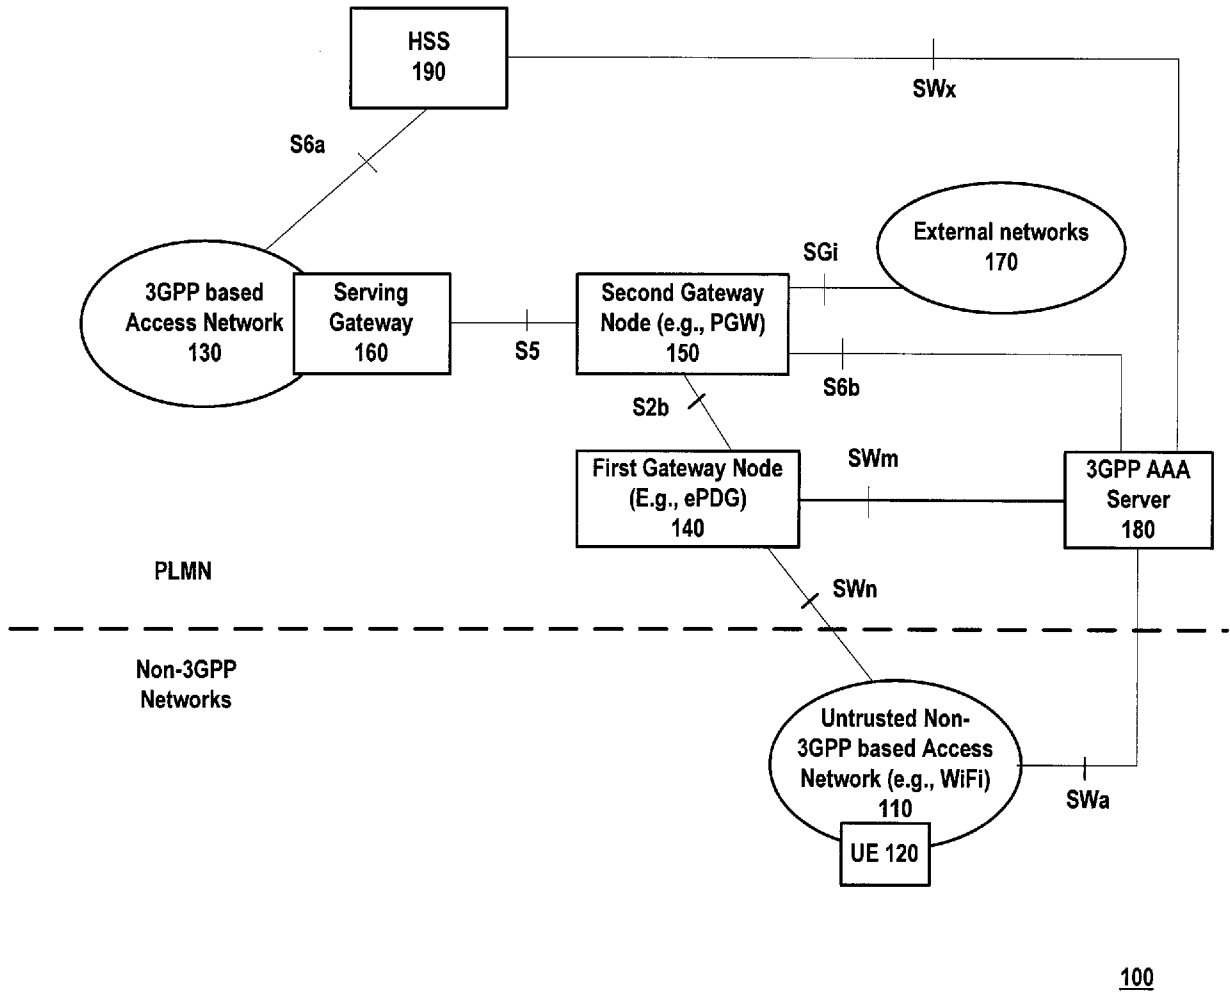 HSS
190
SWx
S6a
External networks
170
SGi
3GPP based
Access Network
130
Serving
Gateway
160
S5
Second Gateway
Node (e.g., PGW)
150
S6b
S2b
First Gateway Node
(E.g., ePDG)
140
SWm
3GPP AAA
Server
180
PLMN
SWn
Non-3GPP
Networks
Untrusted Non-
3GPP based Access
Network (e.g., WiFi)
110
SWa
UE 120
100